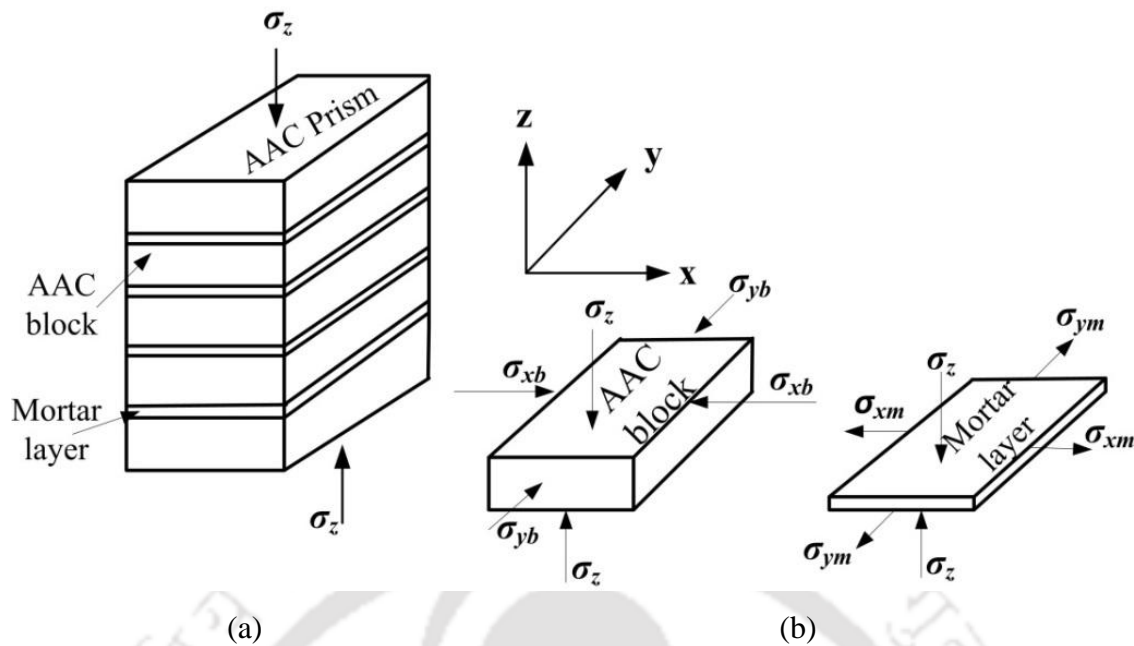 σz
AAC Prism
AAC
block
Mortar
layer
σz
z
y
x
σyb
σz
σxb
AAC
block
σxb
σyb
σz
σym
σz
σxm
Mortar
layer
σxm
σym
σz
(a)
(b)